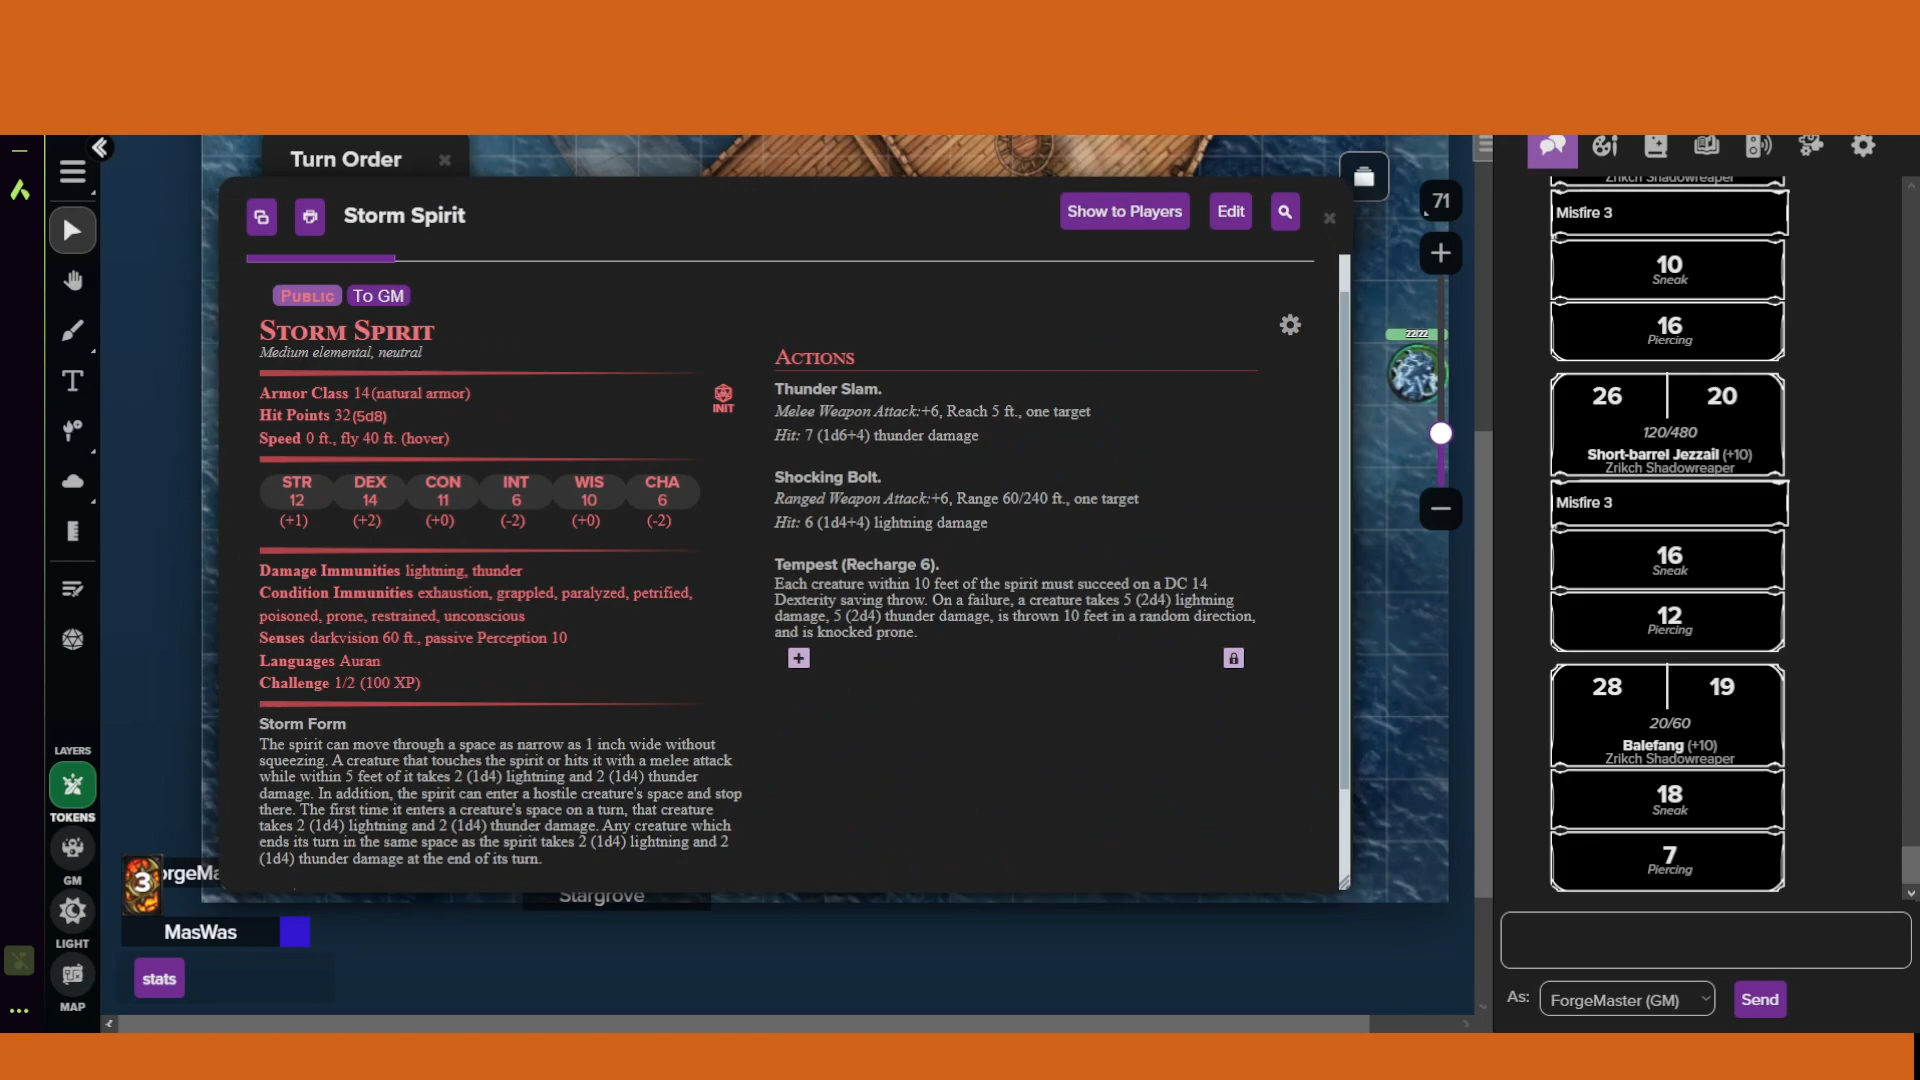 Turn Order
Storm Spirit
Show to Players
Edit
71
PUBLIC
To GM
STORM SPIRIT
Medium elemental, neutral
Armor Class 14 (natural armor)
Hit Points 32 (5d8)
Speed 0 ft., fly 40 ft. (hover)
INIT
STR DEX CON INT WIS CHA
12 14 11 6 10 6
(+1) (+2) (+0) (-2) (+0) (-2)
Damage Immunities lightning, thunder
Condition Immunities exhaustion, grappled, paralyzed, petrified,
poisoned, prone, restrained, unconscious
Senses darkvision 60 ft., passive Perception 10
Languages Auran
Challenge 1/2 (100 XP)
Storm Form
The spirit can move through a space as narrow as 1 inch wide without
squeezing. A creature that touches the spirit or hits it with a melee attack
while within 5 feet of it takes 2 (1d4) lightning and 2 (1d4) thunder
damage. In addition, the spirit can enter a hostile creature's space and stop
there. The first time it enters a creature's space on a turn, that creature
takes 2 (1d4) lightning and 2 (1d4) thunder damage. Any creature which
ends its turn in the same space as the spirit takes 2 (1d4) lightning and 2
(1d4) thunder damage at the end of its turn.
ACTIONS
Thunder Slam.
Melee Weapon Attack:+6, Reach 5 ft., one target
Hit: 7 (1d6+4) thunder damage
Shocking Bolt.
Ranged Weapon Attack:+6, Range 60/240 ft., one target
Hit: 6 (1d4+4) lightning damage
Tempest (Recharge 6).
Each creature within 10 feet of the spirit must succeed on a DC 14
Dexterity saving throw. On a failure, a creature takes 5 (2d4) lightning
damage, 5 (2d4) thunder damage, is thrown 10 feet in a random direction,
and is knocked prone.
22/22
LAYERS
TOKENS
GM
LIGHT
MAP
3
orgeMa
Stargrove
MasWas
stats
Zrikch Shadowreaper
Misfire 3
10
Sneak
16
Piercing
26 20
120/480
Short-barrel Jezzail (+10)
Zrikch Shadowreaper
Misfire 3
16
Sneak
12
Piercing
28 19
20/60
Balefang (+10)
Zrikch Shadowreaper
18
Sneak
7
Piercing
As:
ForgeMaster (GM)
Send